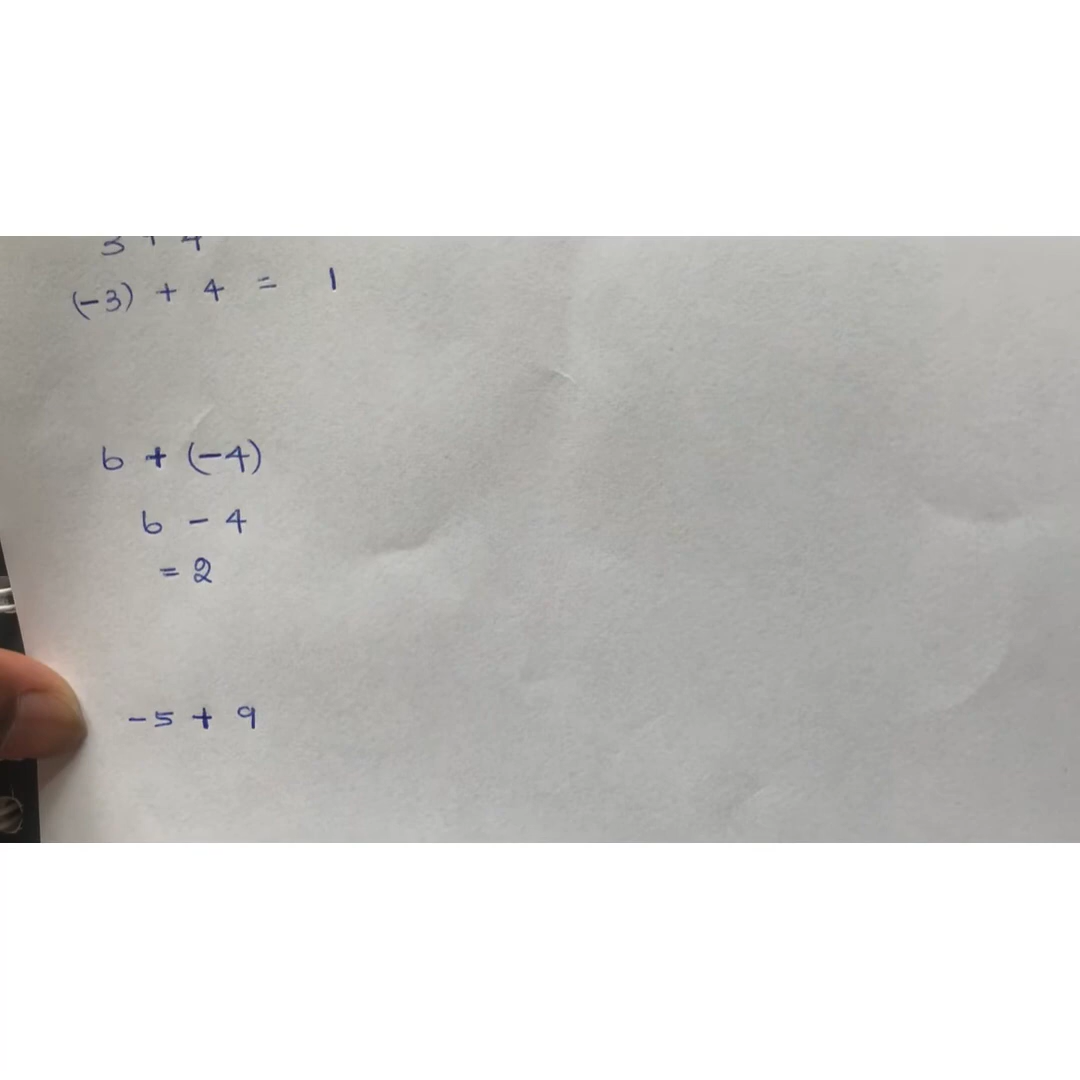 (-3) + 4 = 1
6 + (-4)
6 - 4
= 2
-5 + 9